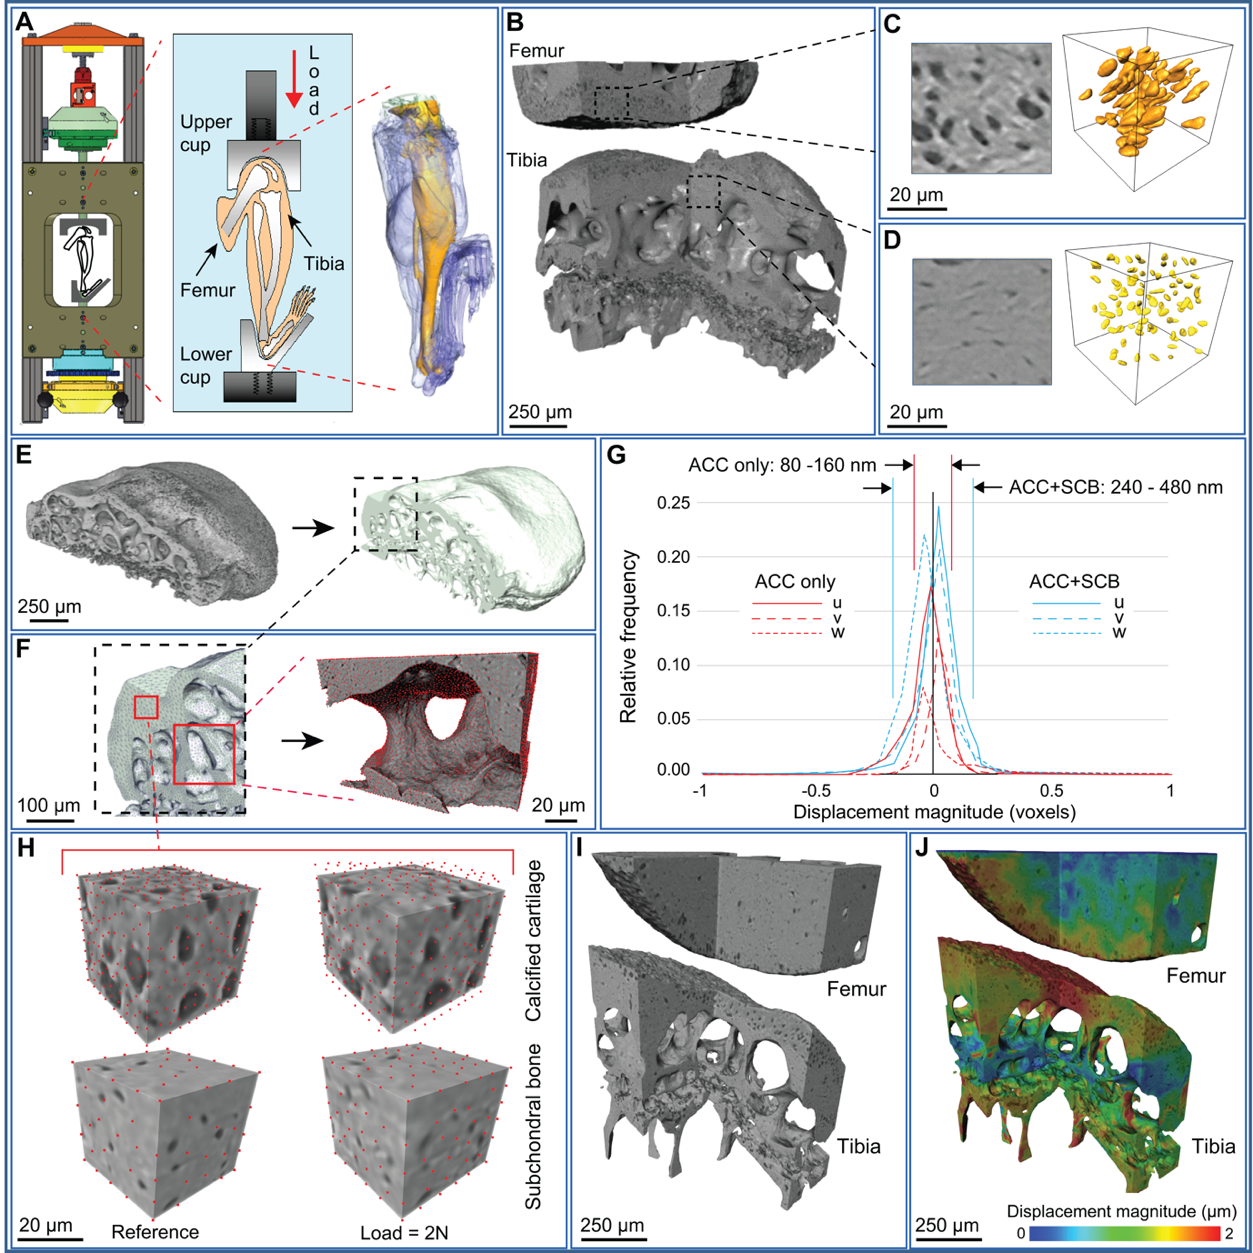 A
Load
Upper
cup
Femur
Tibia
Lower
cup
B
Femur
Tibia
250 µm
C
20 µm
D
20 µm
E
250 µm
F
100 µm
20 µm
G
ACC only: 80 -160 nm
ACC+SCB: 240 - 480 nm
Relative frequency
0.25
0.20
0.15
0.10
0.05
0.00
ACC only
u
v
w
ACC+SCB
u
v
w
-1
-0.5
0
0.5
1
Displacement magnitude (voxels)
H
Calcified cartilage
Subchondral bone
20 µm
Reference
Load = 2N
I
Femur
Tibia
250 µm
J
Femur
Tibia
Displacement magnitude (µm)
250 µm
0
2